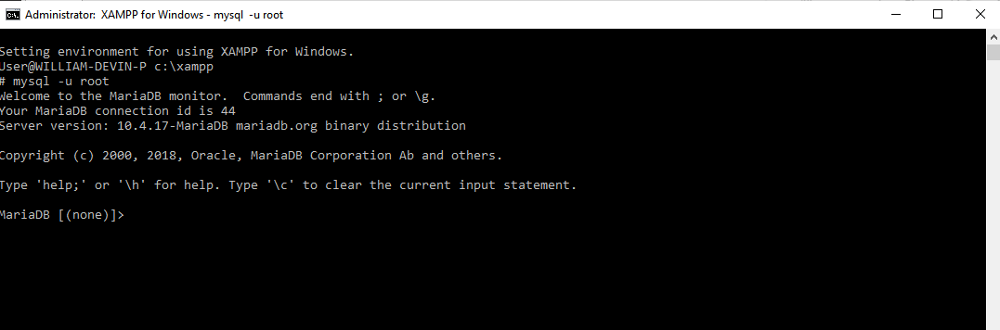 Administrator: XAMPP for Windows - mysql -u root
Setting environment for using XAMPP for Windows.
User@WILLIAM-DEVIN-P c:\xampp
# mysql -u root
Welcome to the MariaDB monitor.  Commands end with ; or \g.
Your MariaDB connection id is 44
Server version: 10.4.17-MariaDB mariadb.org binary distribution
Copyright (c) 2000, 2018, Oracle, MariaDB Corporation Ab and others.
Type 'help;' or '\h' for help. Type '\c' to clear the current input statement.
MariaDB [(none)]>